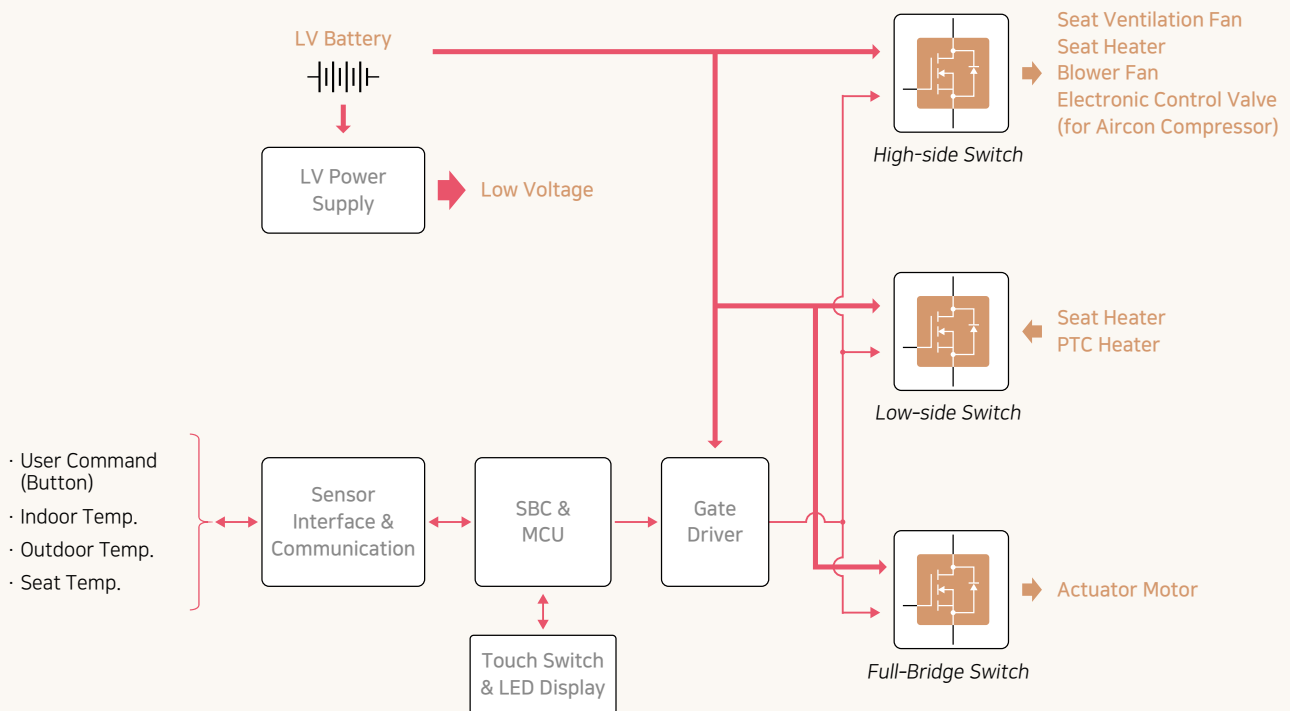 LV Battery
LV Power
Supply
Low Voltage
Seat Ventilation Fan
Seat Heater
Blower Fan
Electronic Control Valve
(for Aircon Compressor)
High-side Switch
Seat Heater
PTC Heater
Low-side Switch
· User Command
(Button)
· Indoor Temp.
· Outdoor Temp.
· Seat Temp.
Sensor
Interface &
Communication
SBC &
MCU
Gate
Driver
Touch Switch
& LED Display
Actuator Motor
Full-Bridge Switch